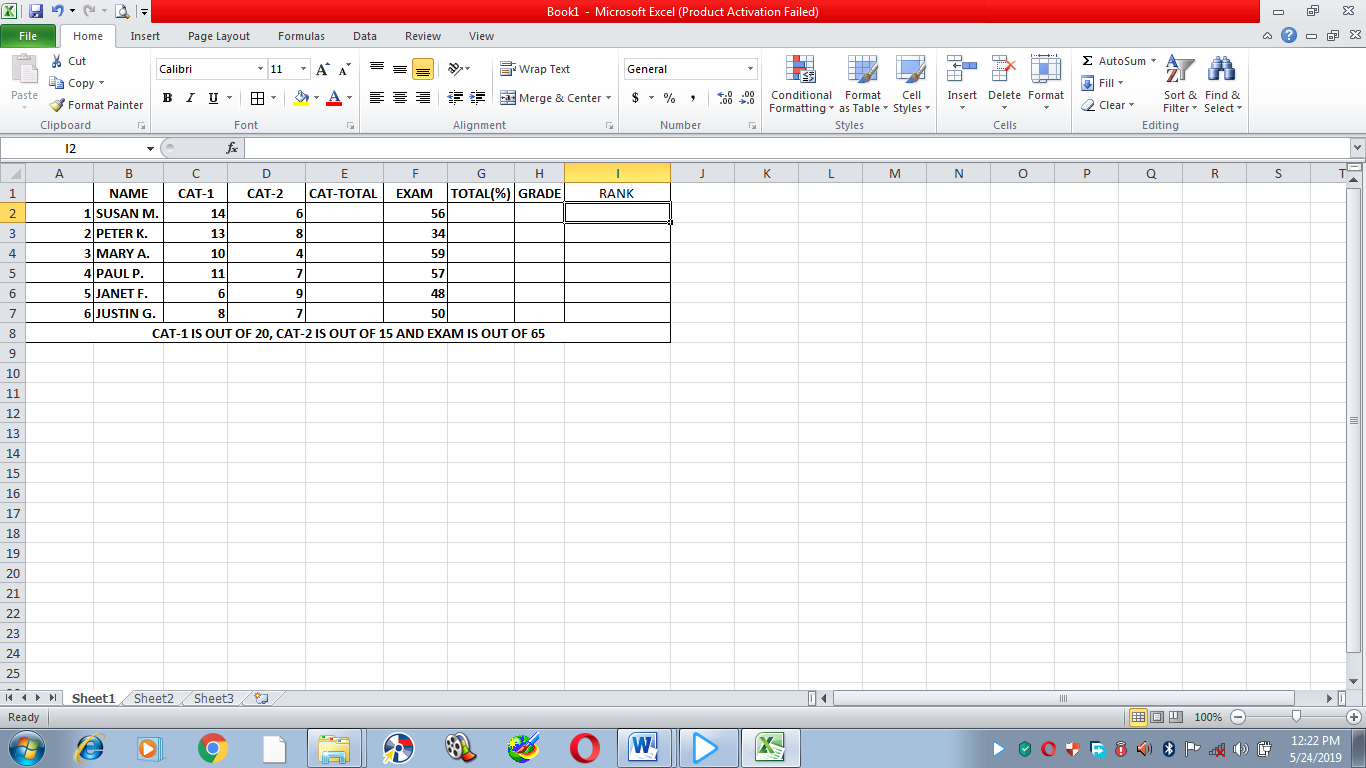 Book1 - Microsoft Excel (Product Activation Failed)
File Home Insert Page Layout Formulas Data Review View
Paste
Cut
Copy
Format Painter
Clipboard
Calibri 11
B I U A
Font
Wrap Text
Merge & Center
Alignment
General
$ % ,
Number
Conditional Formatting
Format as Table
Cell Styles
Styles
Insert Delete Format
Cells
Σ AutoSum
Fill
Clear
Sort & Filter
Find & Select
Editing
I2 fx
A B C D E F G H I J K L M N O P Q R S T
1 NAME CAT-1 CAT-2 CAT-TOTAL EXAM TOTAL(%) GRADE RANK
2 1 SUSAN M. 14 6 56
3 2 PETER K. 13 8 34
4 3 MARY A. 10 4 59
5 4 PAUL P. 11 7 57
6 5 JANET F. 6 9 48
7 6 JUSTIN G. 8 7 50
8 CAT-1 IS OUT OF 20, CAT-2 IS OUT OF 15 AND EXAM IS OUT OF 65
9
10
11
12
13
14
15
16
17
18
19
20
21
22
23
24
25
Sheet1 Sheet2 Sheet3
Ready 100%
12:22 PM
5/24/2019